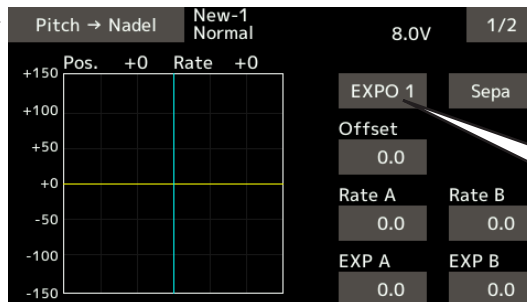 Pitch → Nadel New-1 8.0V 1/2
Normal
Pos. +0 Rate +0
+150
+100
+50
+0
-50
-100
-150
EXPO 1 Sepa
Offset
0.0
Rate A Rate B
0.0 0.0
EXP A EXP B
0.0 0.0